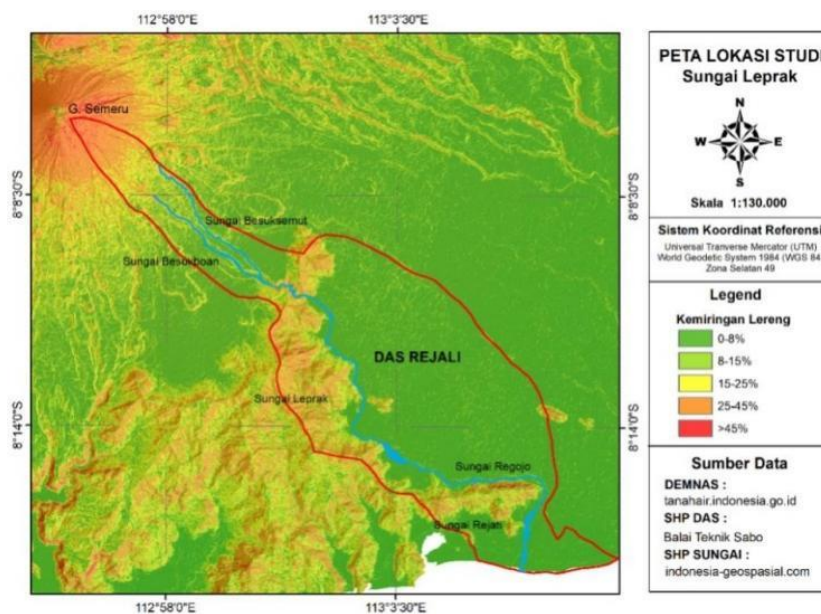 112°58'0"E
113°3'30"E
G. Semeru
8°8'30"S
8°8'30"S
Sungai Besuksemut
Sungai Besukboan
DAS REJALI
Sungai Leprak
8°14'0"S
8°14'0"S
Sungai Regojo
Sungai Rejali
112°58'0"E
113°3'30"E
PETA LOKASI STUDI
Sungai Leprak
N
W
E
S
Skala 1:130.000
Sistem Koordinat Referensi
Universal Tranverse Mercator (UTM)
World Geodetic System 1984 (WGS 84)
Zona Selatan 49
Legend
Kemiringan Lereng
0-8%
8-15%
15-25%
25-45%
>45%
Sumber Data
DEMNAS :
tanahair.indonesia.go.id
SHP DAS :
Balai Teknik Sabo
SHP SUNGAI :
indonesia-geospasial.com